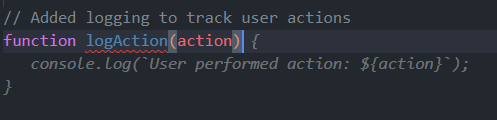 // Added logging to track user actions
function logAction(action) {
   console.log(`User performed action: ${action}`);
}